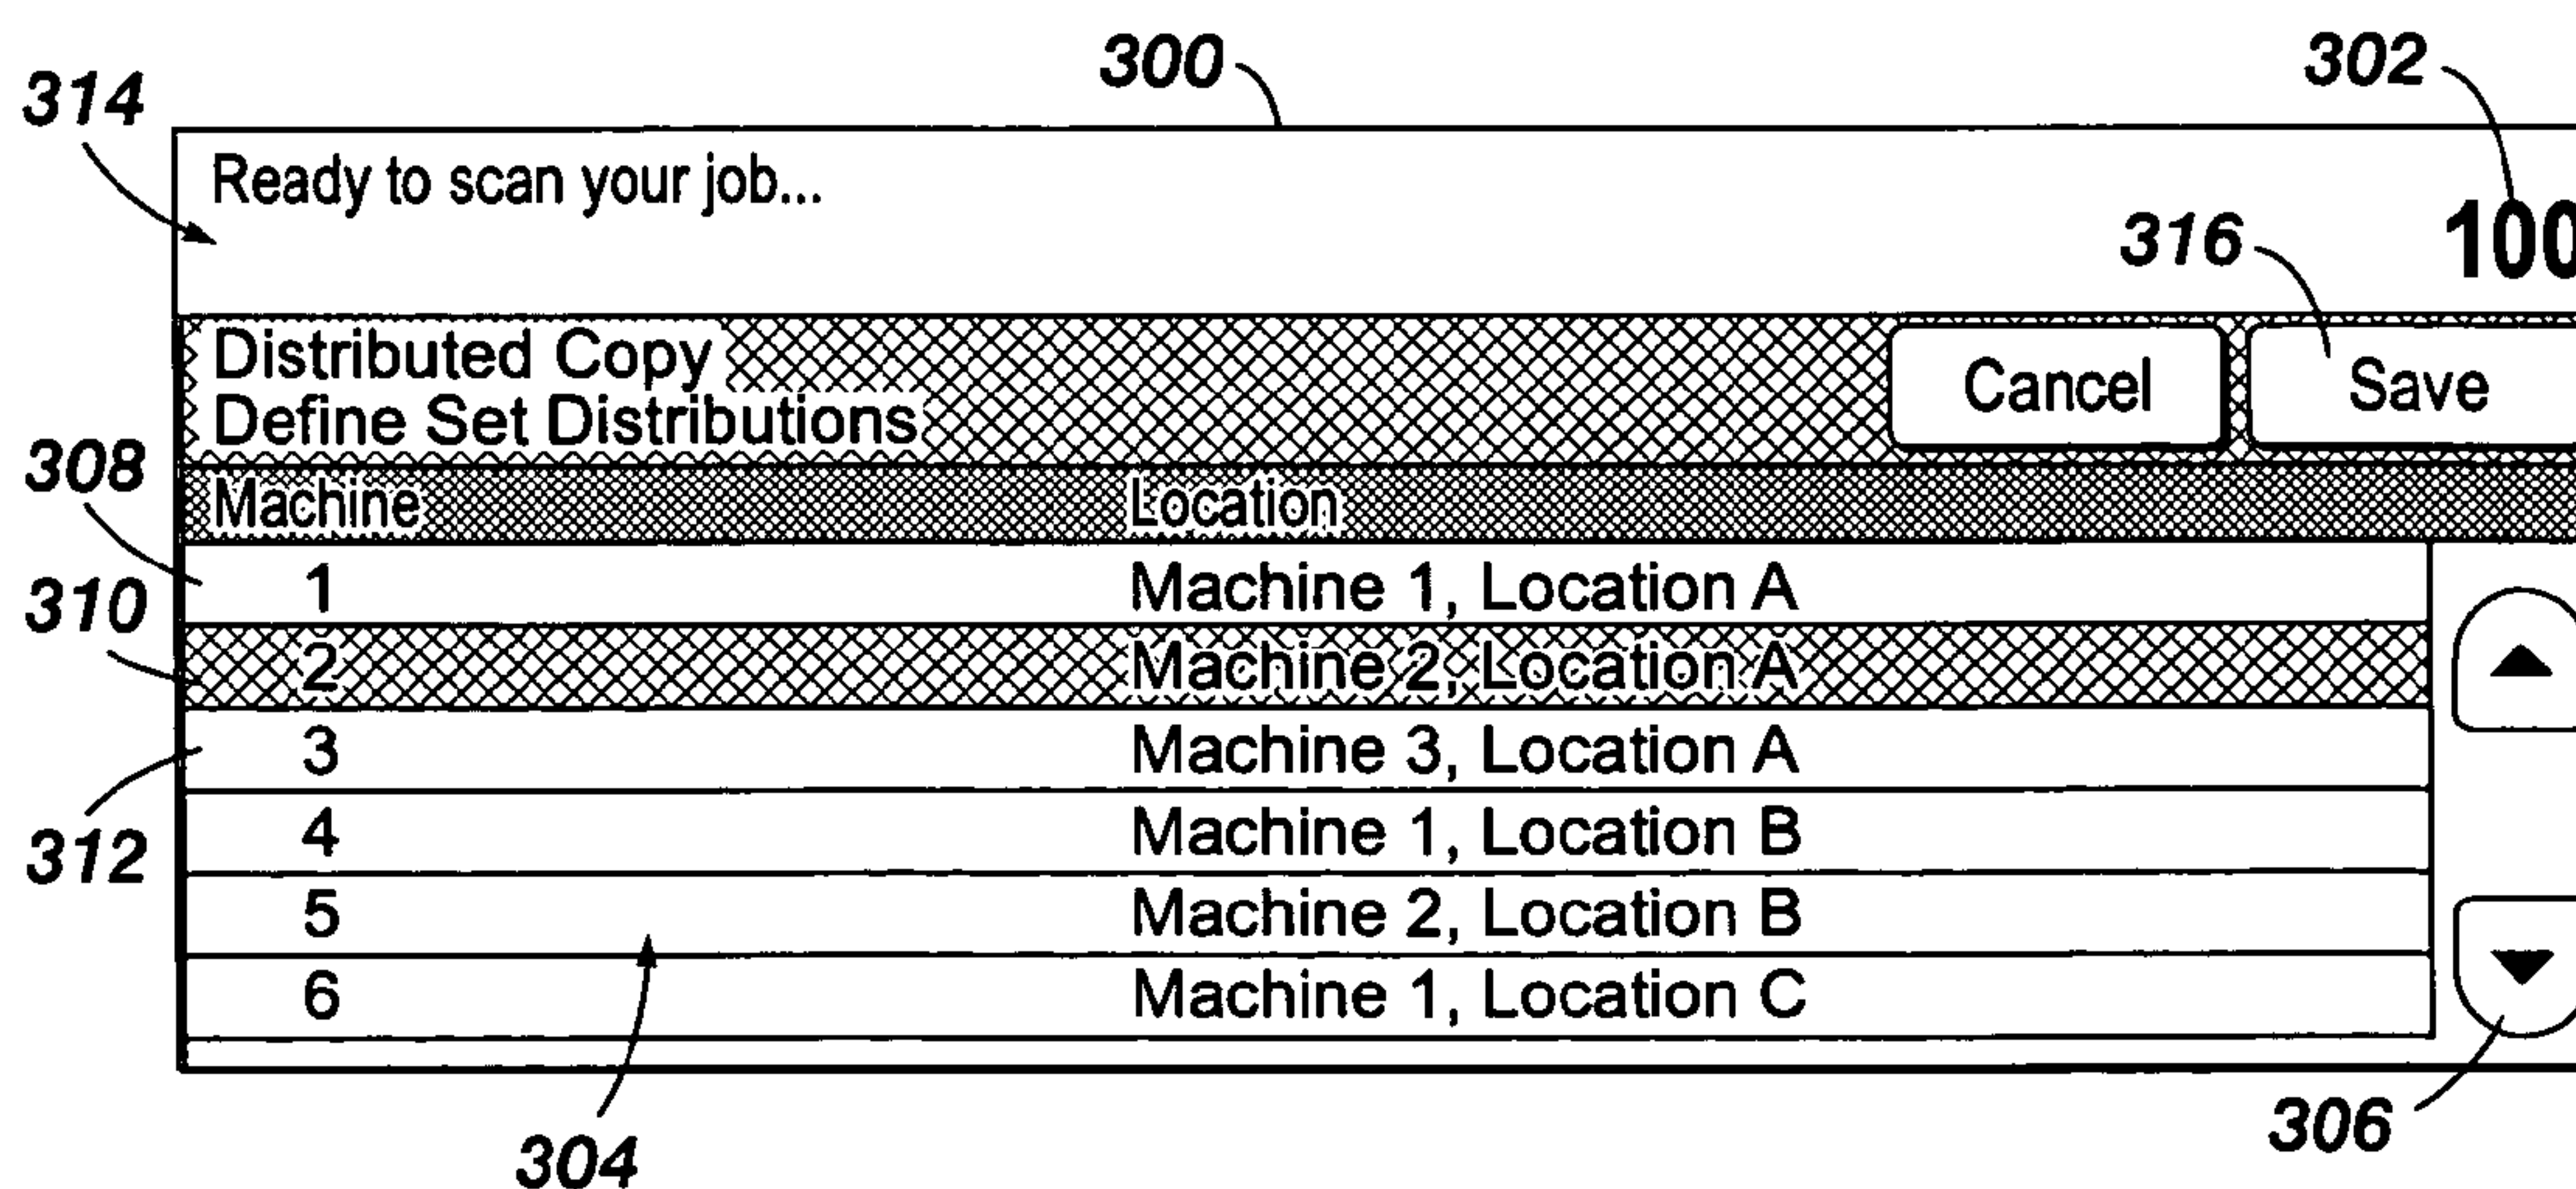 300
302
314
Ready to scan your job...
316
100
Distributed Copy
Define Set Distributions
Cancel
Save
308
Machine
Location
1
Machine 1, Location A
310
2
Machine 2, Location A
3
Machine 3, Location A
312
4
Machine 1, Location B
5
Machine 2, Location B
6
Machine 1, Location C
304
306